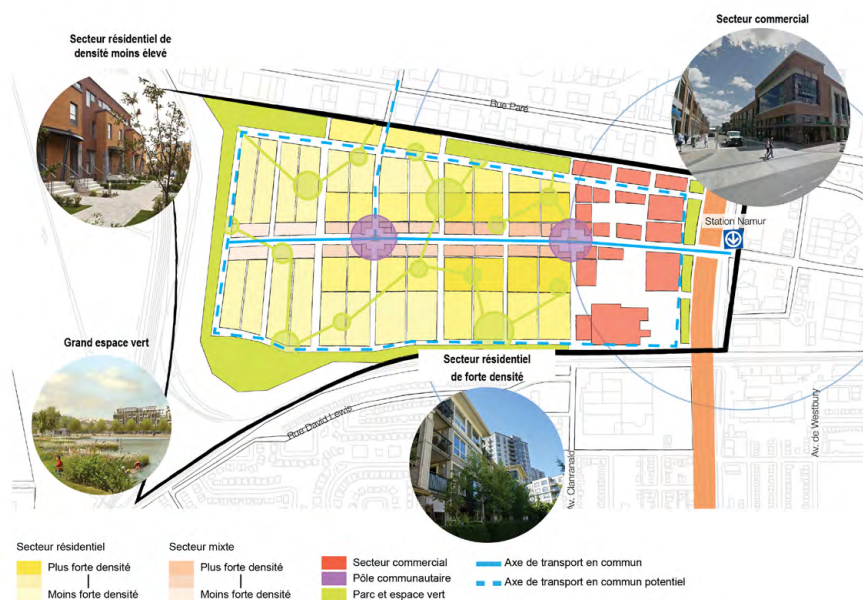 Secteur commercial
Secteur résidentiel de
densité moins élevé
Rue Paré
Station Namur
Grand espace vert
Secteur résidentiel
de forte densité
Rue David Lewis
Av. Clanranald
Av. de Westbury
Secteur résidentiel
Plus forte densité
Moins forte densité
Secteur mixte
Plus forte densité
Moins forte densité
Secteur commercial
Pôle communautaire
Parc et espace vert
Axe de transport en commun
Axe de transport en commun potentiel